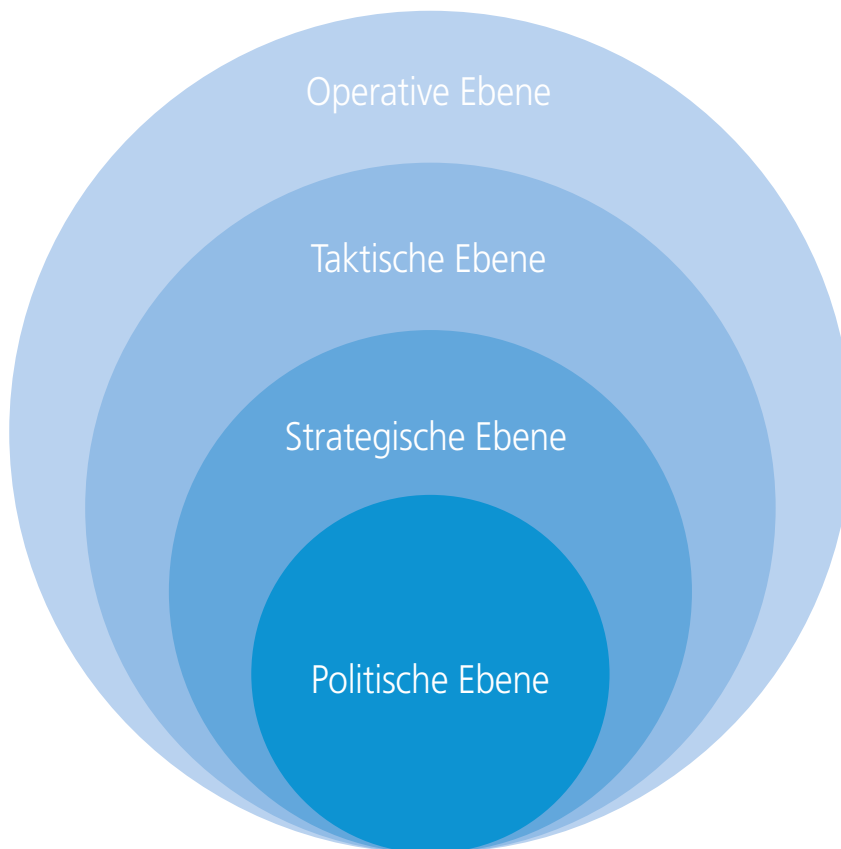 Operative Ebene
Taktische Ebene
Strategische Ebene
Politische Ebene